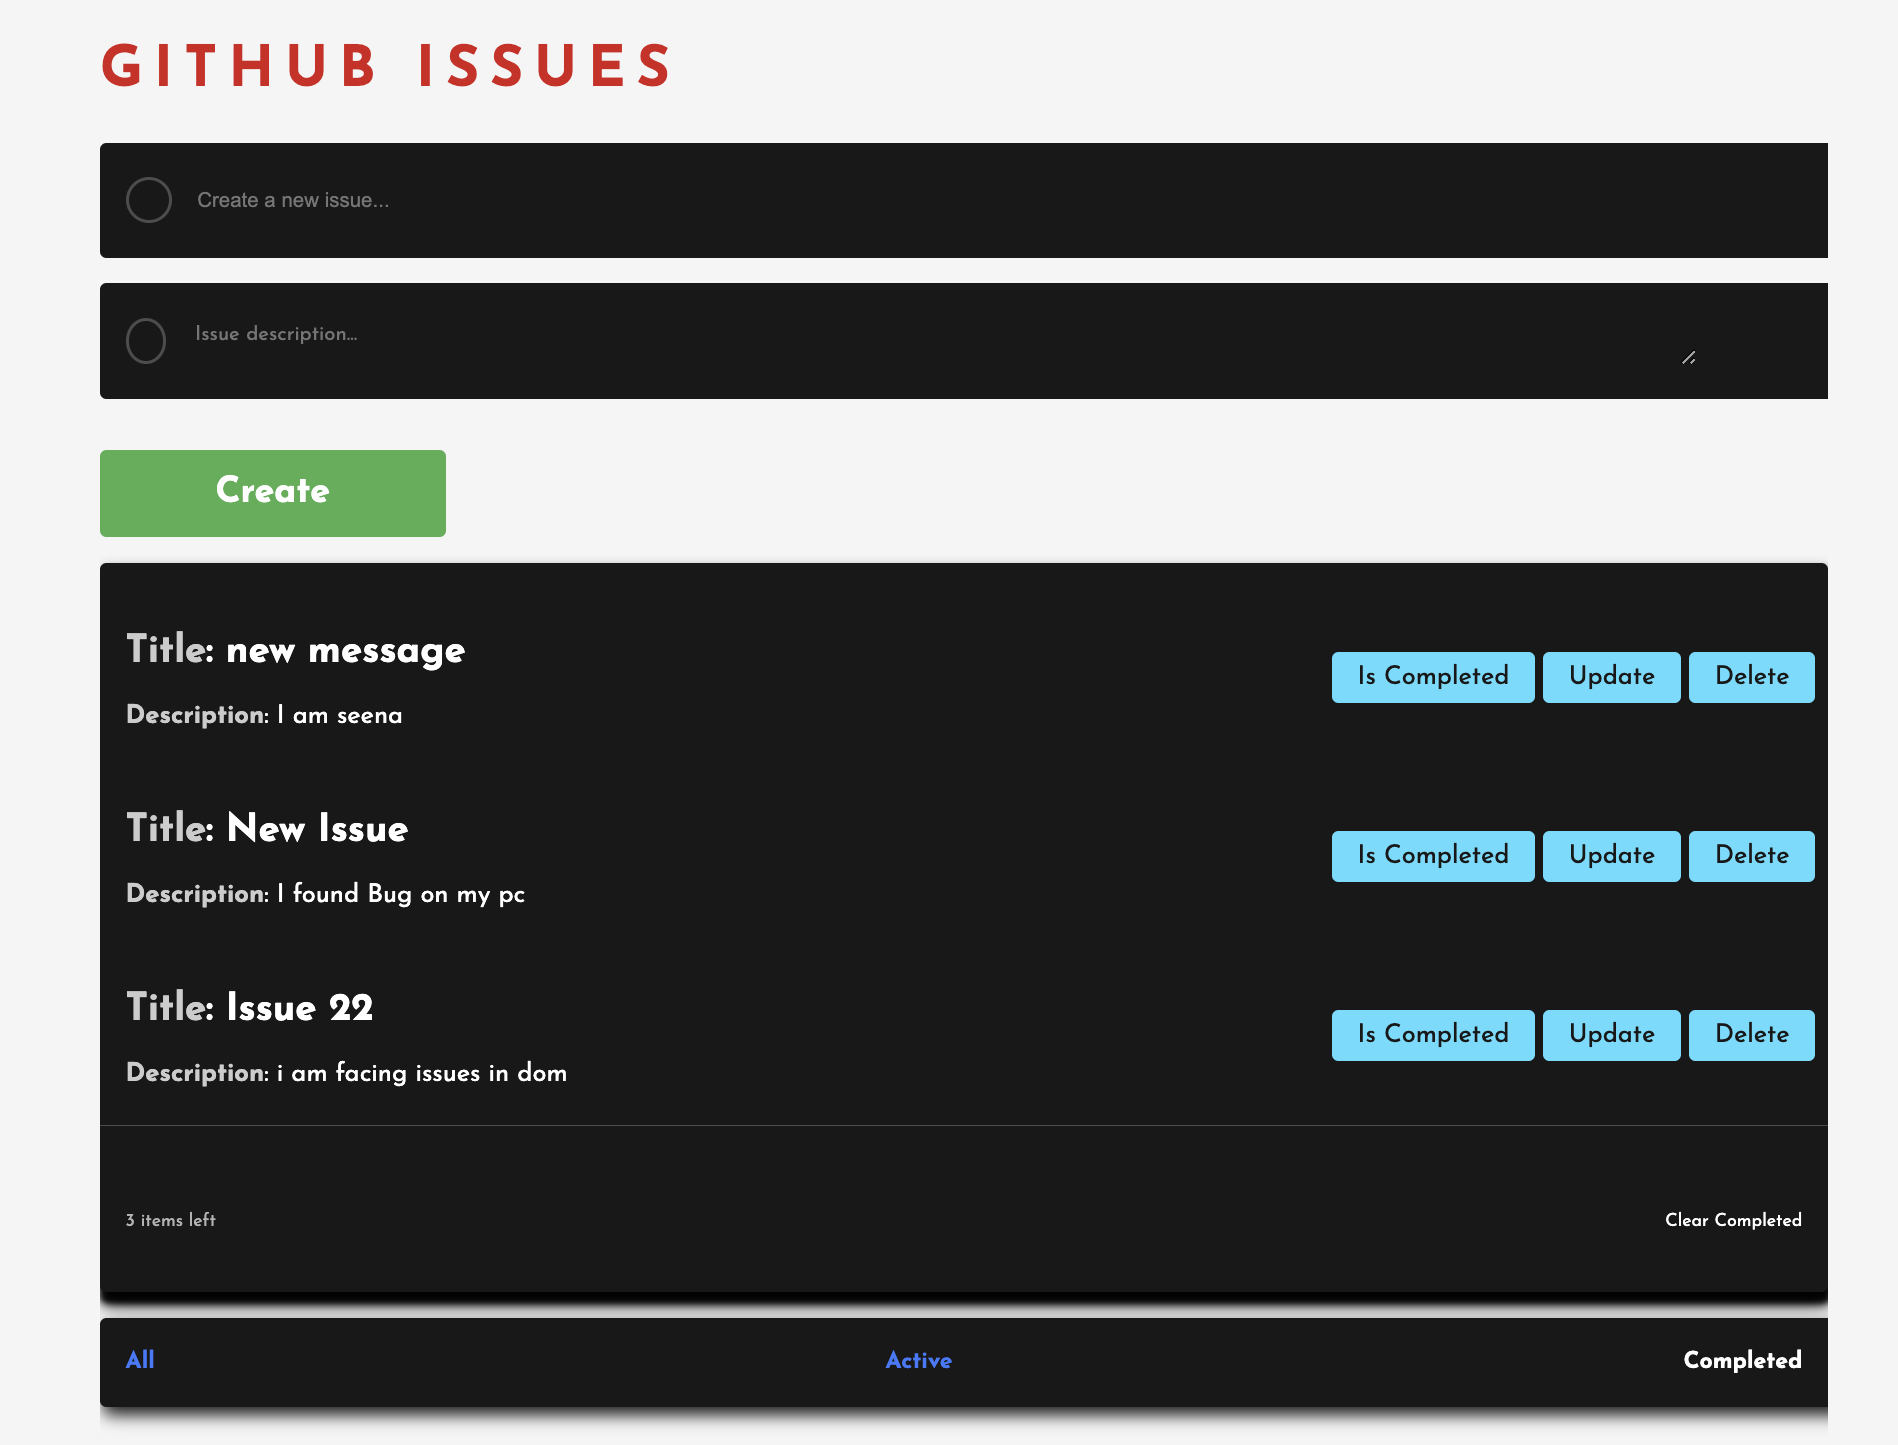 GITHUB ISSUES
Create a new issue...
Issue description...
Create
Title: new message
Is Completed Update Delete
Description: I am seena
Title: New Issue
Is Completed Update Delete
Description: I found Bug on my pc
Title: Issue 22
Is Completed Update Delete
Description: i am facing issues in dom
3 items left Clear Completed
All Active Completed